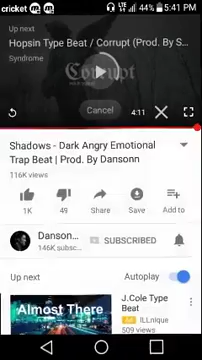 cricket 44% 5:41 PM
LTE
Up next
Hopsin Type Beat / Corrupt (Prod. By S...
Syndrome
Corrupt
Cancel
4:11
Shadows - Dark Angry Emotional
Trap Beat | Prod. By Dansonn
116K views
1K
49
Share
Save
Add to
Danson...
146K subsc...
SUBSCRIBED
Up next
Autoplay
Almost There
J.Cole Type
Beat
Ad ILLnique
509 views